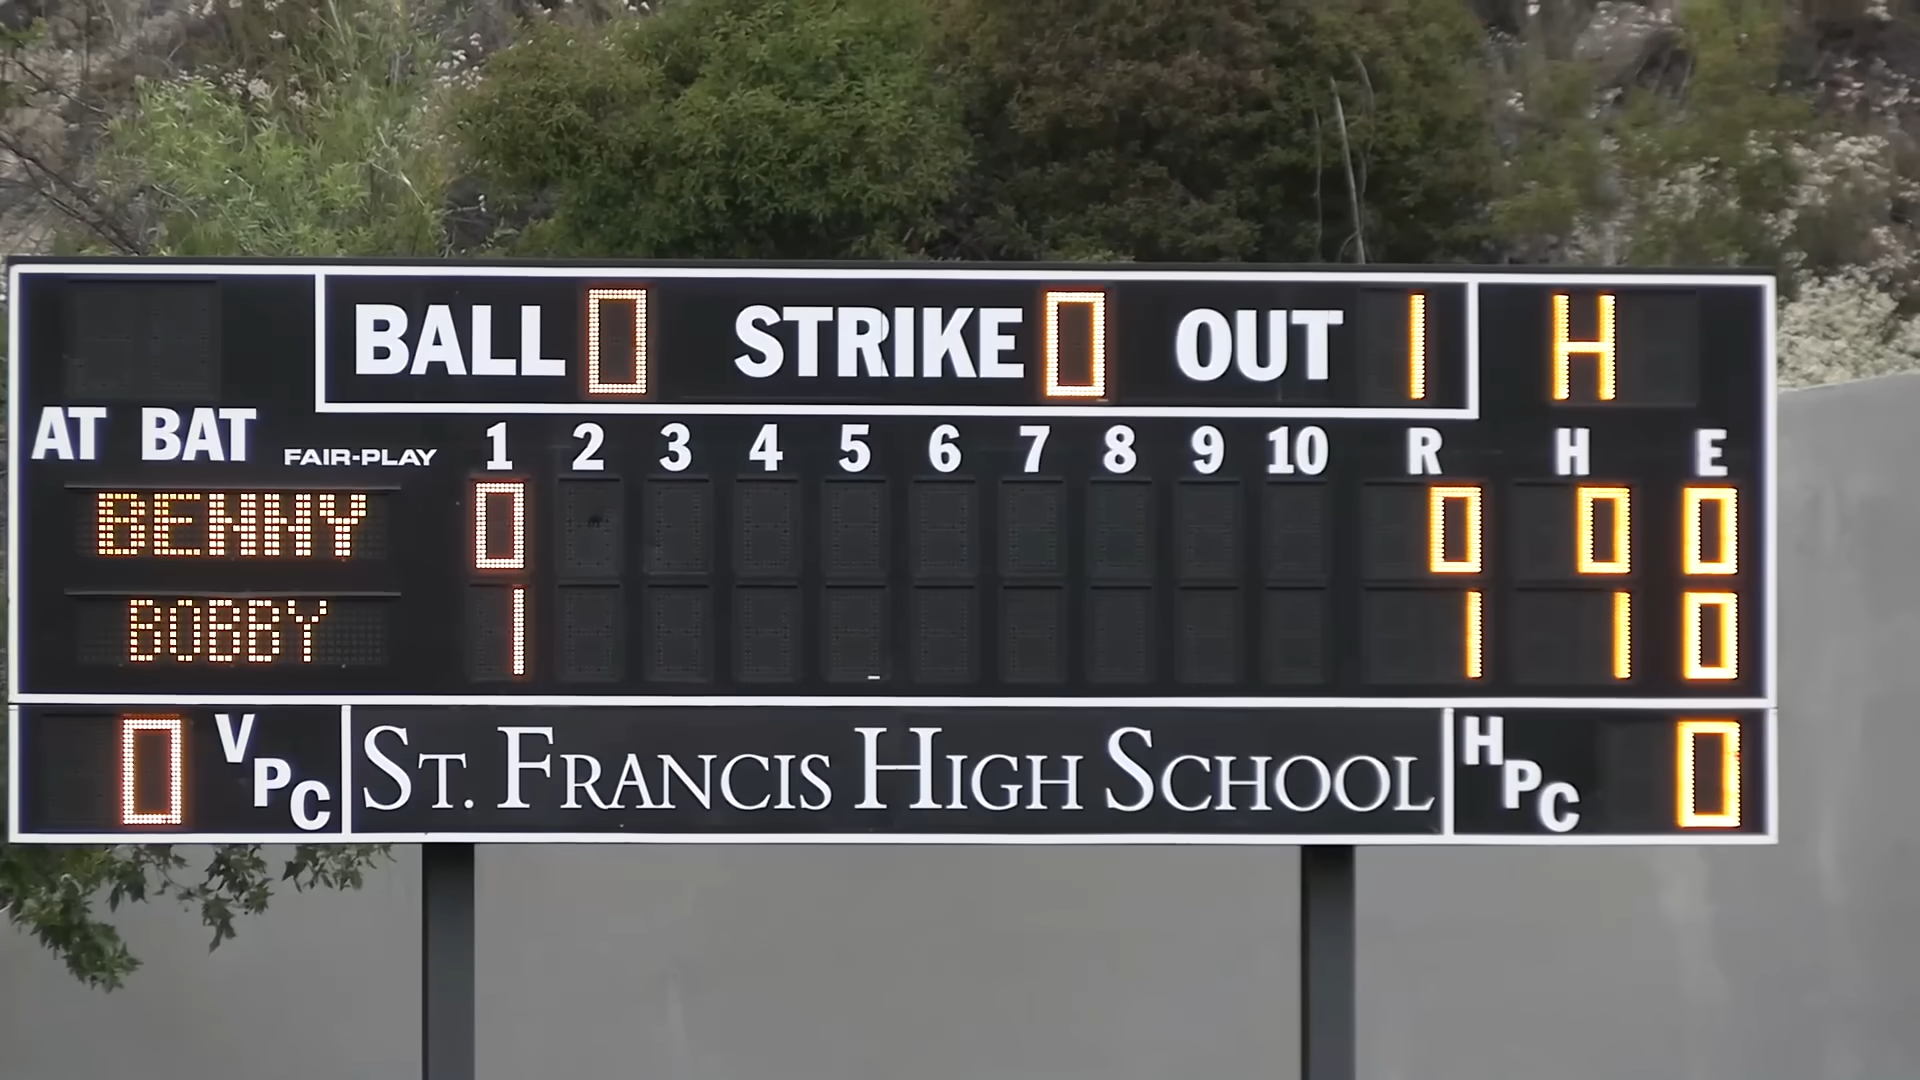 BALL 0 STRIKE 0 OUT 1 H
AT BAT FAIR-PLAY 1 2 3 4 5 6 7 8 9 10 R H E
BENNY 0 0 0 0
BOBBY 1 1 1 0
0 VPC ST. FRANCIS HIGH SCHOOL HPC 0